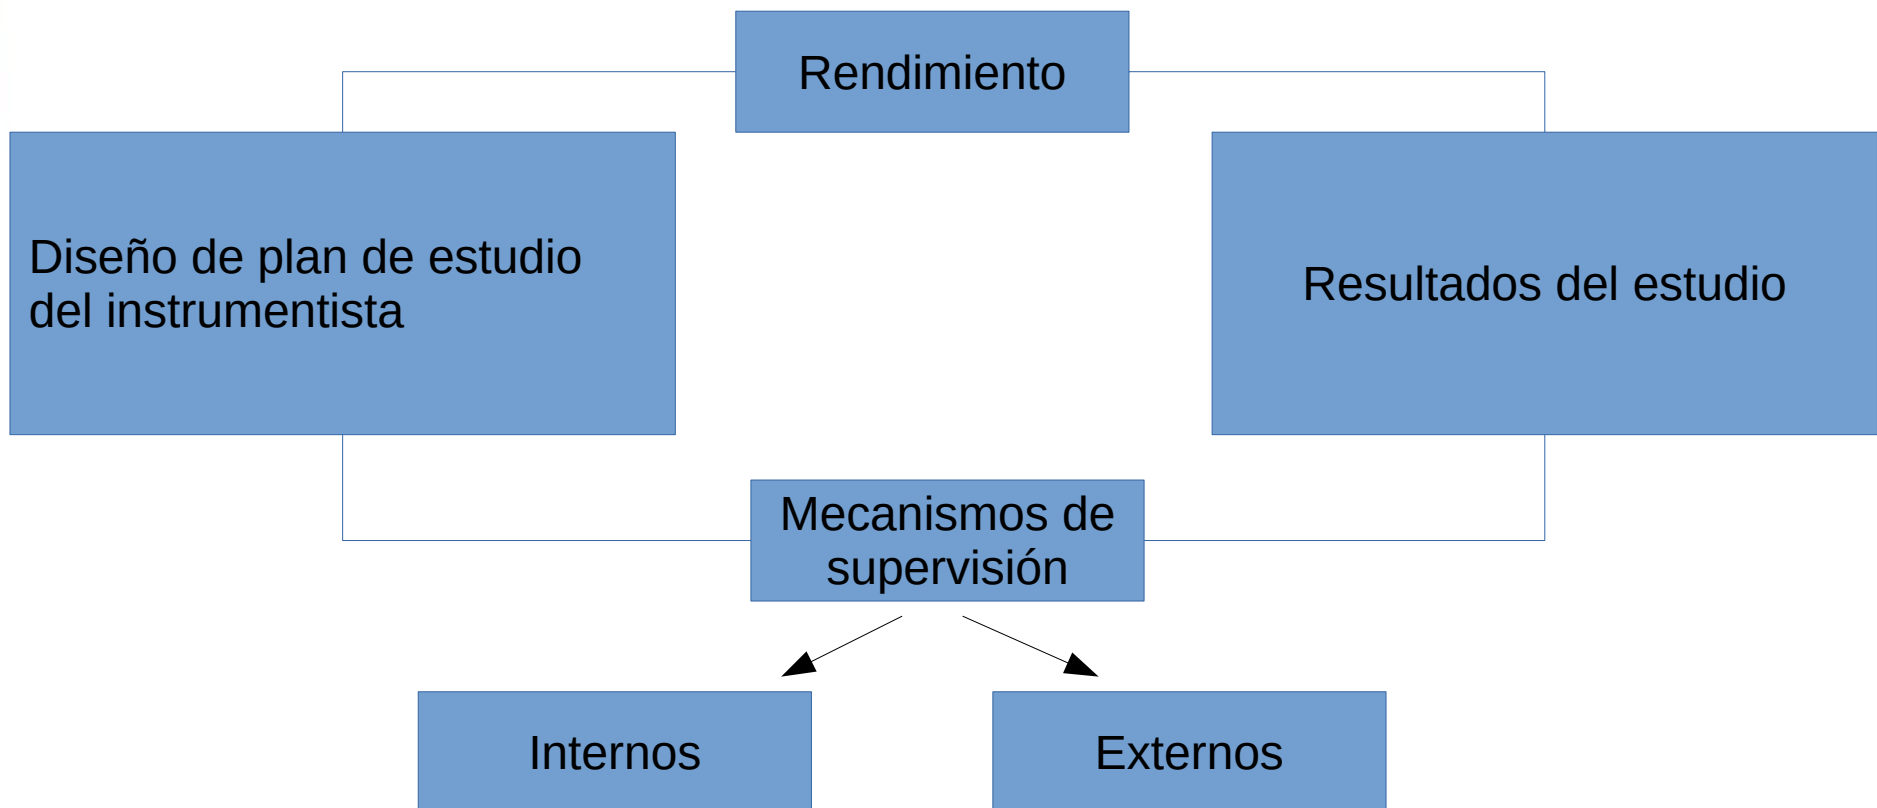 Rendimiento
Diseño de plan de estudio
del instrumentista
Resultados del estudio
Mecanismos de
supervisión
Internos
Externos